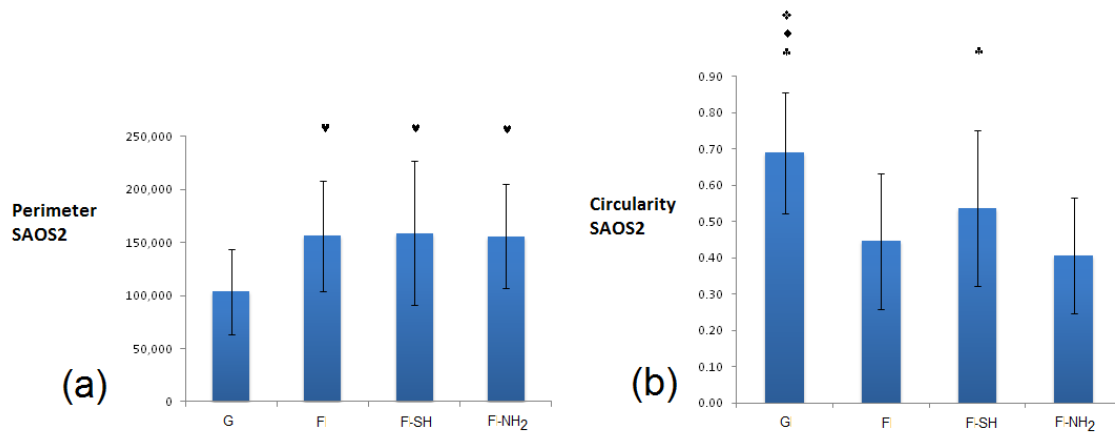 Perimeter
SAOS2
250,000
200,000
150,000
100,000
50,000
0
G
F
F-SH
F-NH2
(a)
Circularity
SAOS2
0.90
0.80
0.70
0.60
0.50
0.40
0.30
0.20
0.10
0.00
G
F
F-SH
F-NH2
(b)